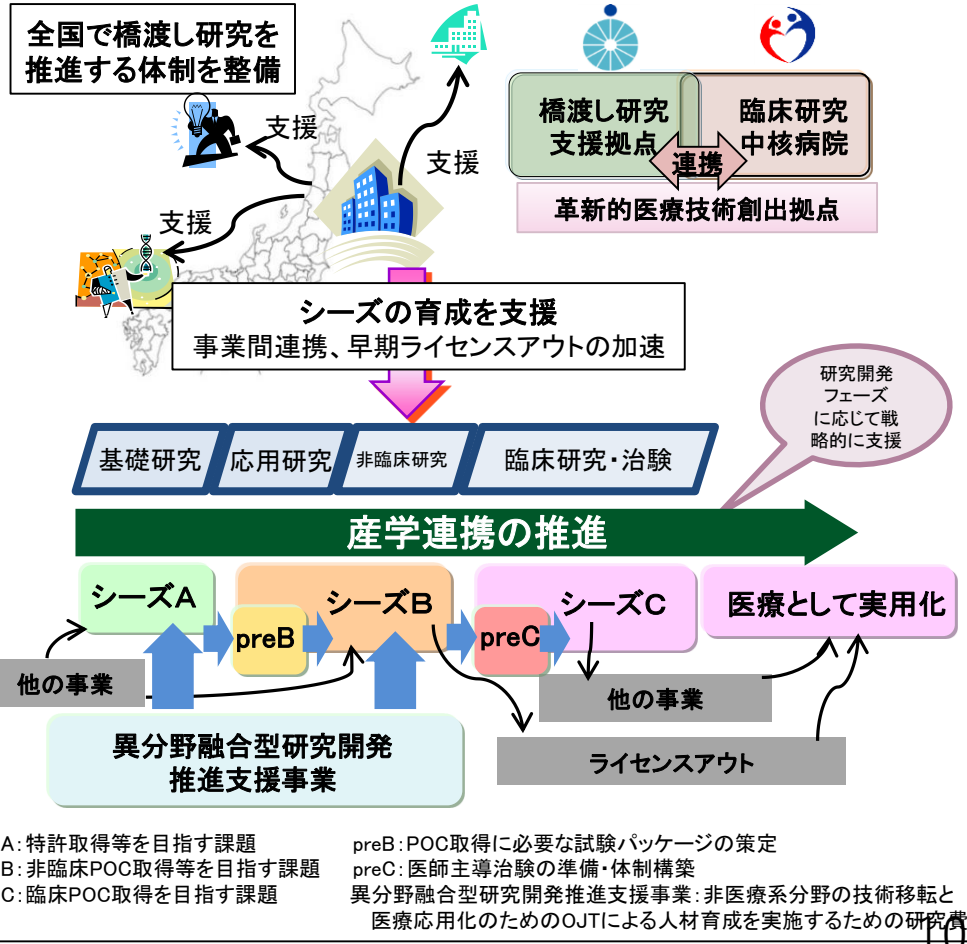 全国で橋渡し研究を
推進する体制を整備
支援
支援
支援
橋渡し研究
支援拠点
臨床研究
中核病院
連携
革新的医療技術創出拠点
シーズの育成を支援
事業間連携、早期ライセンスアウトの加速
研究開発
フェーズ
に応じて戦
略的に支援
基礎研究
応用研究
非臨床研究
臨床研究・治験
産学連携の推進
シーズA
preB
シーズB
preC
シーズC
医療として実用化
他の事業
他の事業
異分野融合型研究開発
推進支援事業
ライセンスアウト
A:特許取得等を目指す課題
preB:POC取得に必要な試験パッケージの策定
B:非臨床POC取得等を目指す課題
preC:医師主導治験の準備・体制構築
C:臨床POC取得を目指す課題
異分野融合型研究開発推進支援事業:非医療系分野の技術移転と
医療応用化のためのOJTによる人材育成を実施するための研究費
10